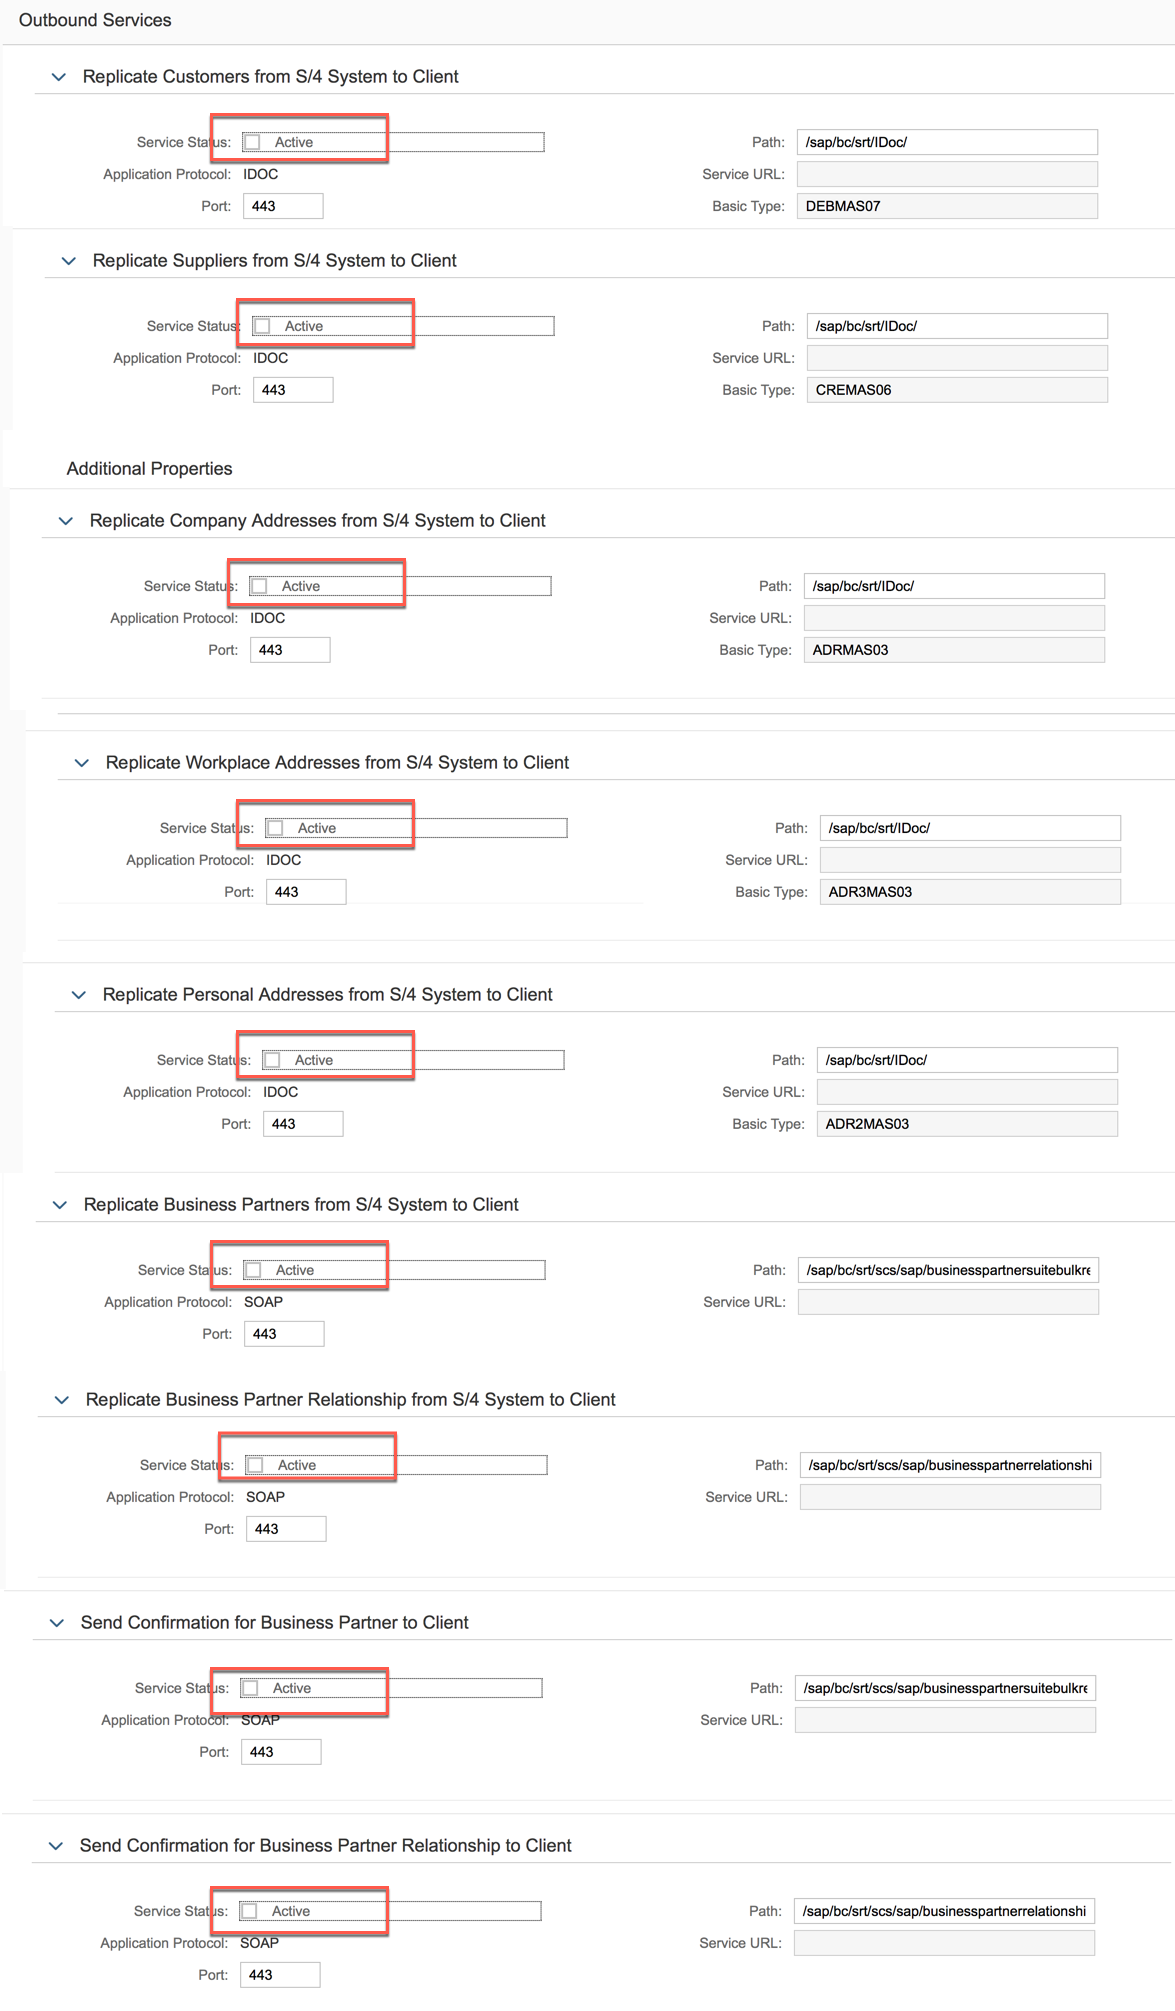 Outbound Services
Replicate Customers from S/4 System to Client
Service Status: Active Path: /sap/bc/srt/IDoc/
Application Protocol: IDOC Service URL:
Port: 443 Basic Type: DEBMAS07
Replicate Suppliers from S/4 System to Client
Service Status: Active Path: /sap/bc/srt/IDoc/
Application Protocol: IDOC Service URL:
Port: 443 Basic Type: CREMAS06
Additional Properties
Replicate Company Addresses from S/4 System to Client
Service Status: Active Path: /sap/bc/srt/IDoc/
Application Protocol: IDOC Service URL:
Port: 443 Basic Type: ADRMAS03
Replicate Workplace Addresses from S/4 System to Client
Service Status: Active Path: /sap/bc/srt/IDoc/
Application Protocol: IDOC Service URL:
Port: 443 Basic Type: ADR3MAS03
Replicate Personal Addresses from S/4 System to Client
Service Status: Active Path: /sap/bc/srt/IDoc/
Application Protocol: IDOC Service URL:
Port: 443 Basic Type: ADR2MAS03
Replicate Business Partners from S/4 System to Client
Service Status: Active Path: /sap/bc/srt/scs/sap/businesspartnersuitebulkre
Application Protocol: SOAP Service URL:
Port: 443
Replicate Business Partner Relationship from S/4 System to Client
Service Status: Active Path: /sap/bc/srt/scs/sap/businesspartnerrelationshi
Application Protocol: SOAP Service URL:
Port: 443
Send Confirmation for Business Partner to Client
Service Status: Active Path: /sap/bc/srt/scs/sap/businesspartnersuitebulkre
Application Protocol: SOAP Service URL:
Port: 443
Send Confirmation for Business Partner Relationship to Client
Service Status: Active Path: /sap/bc/srt/scs/sap/businesspartnerrelationshi
Application Protocol: SOAP Service URL:
Port: 443